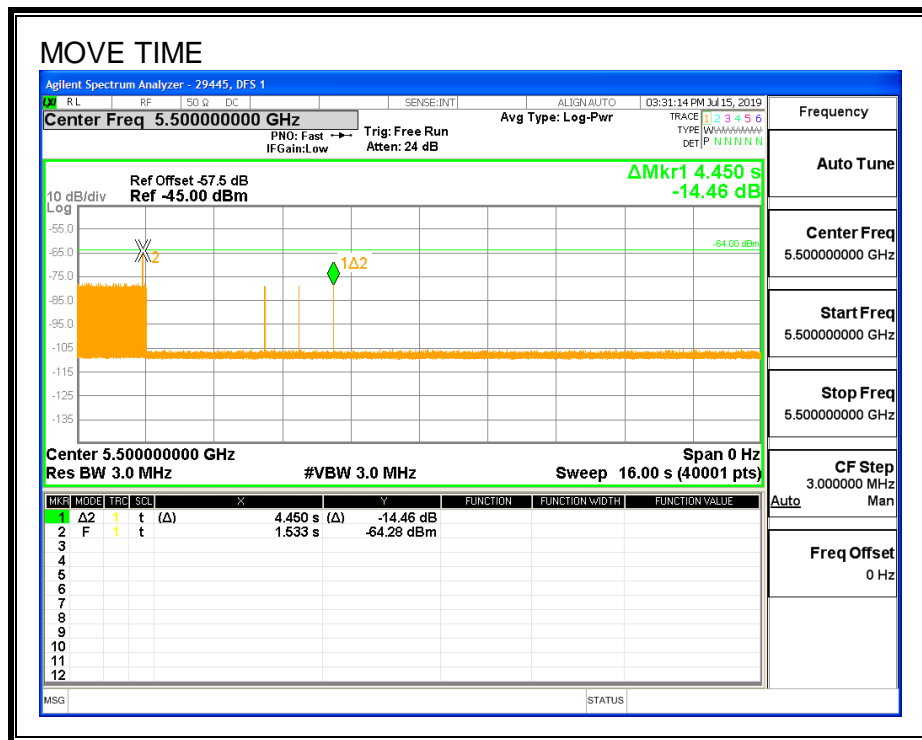 MOVE TIME
Agilent Spectrum Analyzer - 29445, DFS 1
LXI RL RF 50 Ω DC SENSE:INT ALIGN AUTO 03:31:14 PM Jul 15, 2019
Center Freq 5.500000000 GHz Avg Type: Log-Pwr TRACE 1 2 3 4 5 6
PNO: Fast Trig: Free Run TYPE WWWWWW
IFGain:Low Atten: 24 dB DET P N N N N N
Frequency
Auto Tune
Center Freq
5.500000000 GHz
Start Freq
5.500000000 GHz
Stop Freq
5.500000000 GHz
CF Step
3.000000 MHz
Auto Man
Freq Offset
0 Hz
ΔMkr1 4.450 s
-14.46 dB
Ref Offset -57.5 dB
10 dB/div Ref -45.00 dBm
Log
-55.0
-65.0
-75.0
-85.0
-95.0
-105
-115
-125
-135
-64.00 dBm
2
1Δ2
Center 5.500000000 GHz Span 0 Hz
Res BW 3.0 MHz #VBW 3.0 MHz Sweep 16.00 s (40001 pts)
MKR MODE TRC SCL X Y FUNCTION FUNCTION WIDTH FUNCTION VALUE
1 Δ2 1 t (Δ) 4.450 s (Δ) -14.46 dB
2 F 1 t 1.533 s -64.28 dBm
3
4
5
6
7
8
9
10
11
12
MSG STATUS